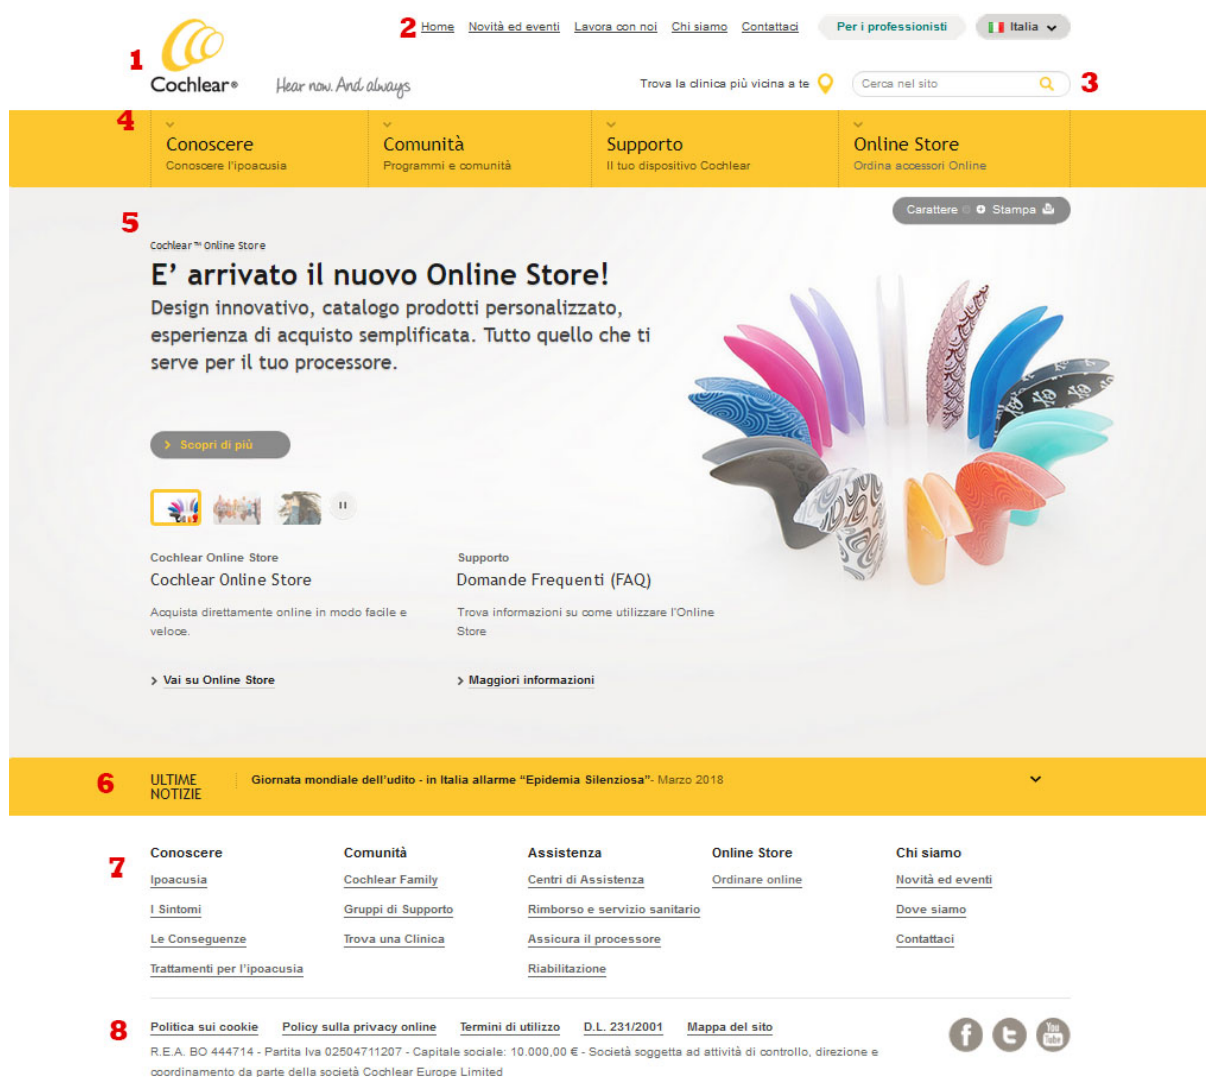 2 Home Novità ed eventi Lavora con noi Chi siamo Contattaci Per i professionisti Italia
1
Cochlear® Hear now. And always
Trova la clinica più vicina a te Cerca nel sito 3
4
Conoscere Comunità Supporto Online Store
Conoscere l'ipoacusia Programmi e comunità Il tuo dispositivo Cochlear Ordina accessori Online
5
Carattere Stampa
Cochlear™ Online Store
E’ arrivato il nuovo Online Store!
Design innovativo, catalogo prodotti personalizzato,
esperienza di acquisto semplificata. Tutto quello che ti
serve per il tuo processore.
Scopri di più
Cochlear Online Store Supporto
Cochlear Online Store Domande Frequenti (FAQ)
Acquista direttamente online in modo facile e Trova informazioni su come utilizzare l'Online
veloce. Store
Vai su Online Store Maggiori informazioni
6 ULTIME Giornata mondiale dell’udito - in Italia allarme “Epidemia Silenziosa”- Marzo 2018
NOTIZIE
7 Conoscere Comunità Assistenza Online Store Chi siamo
Ipoacusia Cochlear Family Centri di Assistenza Ordinare online Novità ed eventi
I Sintomi Gruppi di Supporto Rimborso e servizio sanitario Dove siamo
Le Conseguenze Trova una Clinica Assicura il processore Contattaci
Trattamenti per l’ipoacusia Riabilitazione
8 Politica sui cookie Policy sulla privacy online Termini di utilizzo D.L. 231/2001 Mappa del sito You Tube
R.E.A. BO 444714 - Partita Iva 02504711207 - Capitale sociale: 10.000,00 € - Società soggetta ad attività di controllo, direzione e
coordinamento da parte della società Cochlear Europe Limited